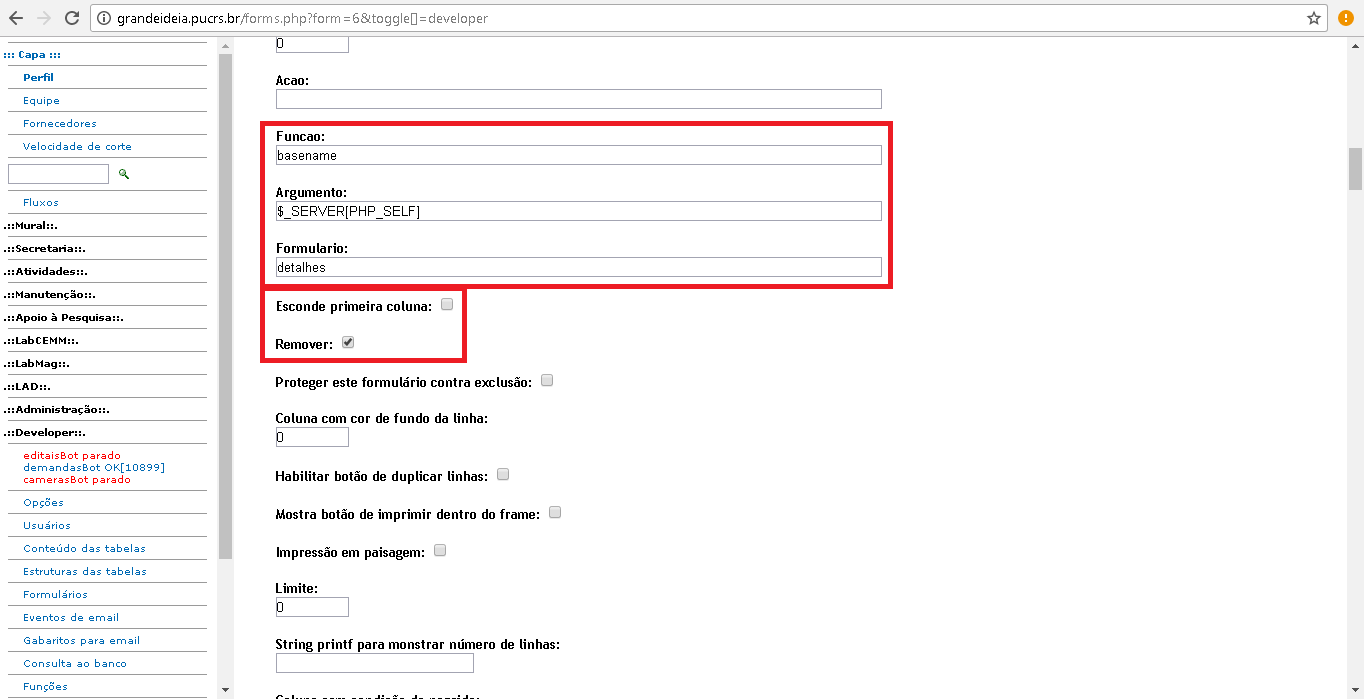 grandeideia.pucrs.br/forms.php?form=6&toggle[]=developer
::: Capa :::
Perfil
Equipe
Fornecedores
Velocidade de corte
Fluxos
.::Mural::.
.::Secretaria::.
.::Atividades::.
.::Manutenção::.
.::Apoio à Pesquisa::.
.::LabCEMM::.
.::LabMag::.
.::LAD::.
.::Administração::.
.::Developer::.
editaisBot parado
demandasBot OK[10899]
camerasBot parado
Opções
Usuários
Conteúdo das tabelas
Estruturas das tabelas
Formulários
Eventos de email
Gabaritos para email
Consulta ao banco
Funções
0
Acao:
Funcao:
basename
Argumento:
$_SERVER[PHP_SELF]
Formulario:
detalhes
Esconde primeira coluna:
Remover:
Proteger este formulário contra exclusão:
Coluna com cor de fundo da linha:
0
Habilitar botão de duplicar linhas:
Mostra botão de imprimir dentro do frame:
Impressão em paisagem:
Limite:
0
String printf para monstrar número de linhas: